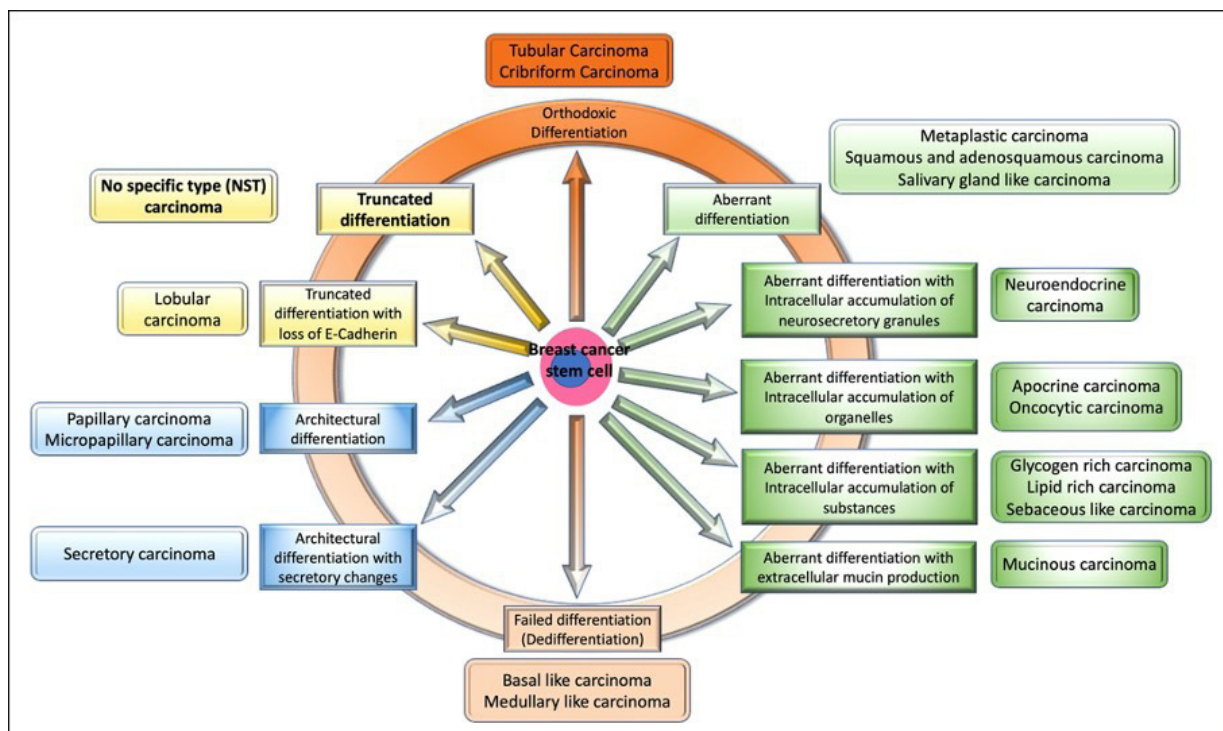 Tubular Carcinoma
Cribriform Carcinoma
Orthodoxic
Differentiation
No specific type (NST)
carcinoma
Truncated
differentiation
Aberrant
differentiation
Metaplastic carcinoma
Squamous and adenosquamous carcinoma
Salivary gland like carcinoma
Lobular
carcinoma
Truncated
differentiation with
loss of E-Cadherin
Breast cancer
stem cell
Aberrant differentiation with
Intracellular accumulation of
neurosecretory granules
Neuroendocrine
carcinoma
Papillary carcinoma
Micropapillary carcinoma
Architectural
differentiation
Aberrant differentiation with
Intracellular accumulation of
organelles
Apocrine carcinoma
Oncocytic carcinoma
Aberrant differentiation with
Intracellular accumulation of
substances
Glycogen rich carcinoma
Lipid rich carcinoma
Sebaceous like carcinoma
Secretory carcinoma
Architectural
differentiation with
secretory changes
Aberrant differentiation with
extracellular mucin production
Mucinous carcinoma
Failed differentiation
(Dedifferentiation)
Basal like carcinoma
Medullary like carcinoma